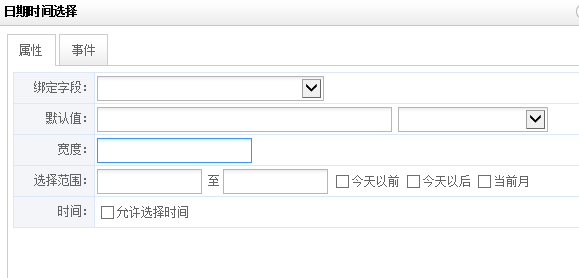 日期时间选择
属性 事件
绑定字段：
默认值：
宽度：
选择范围： 至 今天以前 今天以后 当前月
时间： 允许选择时间